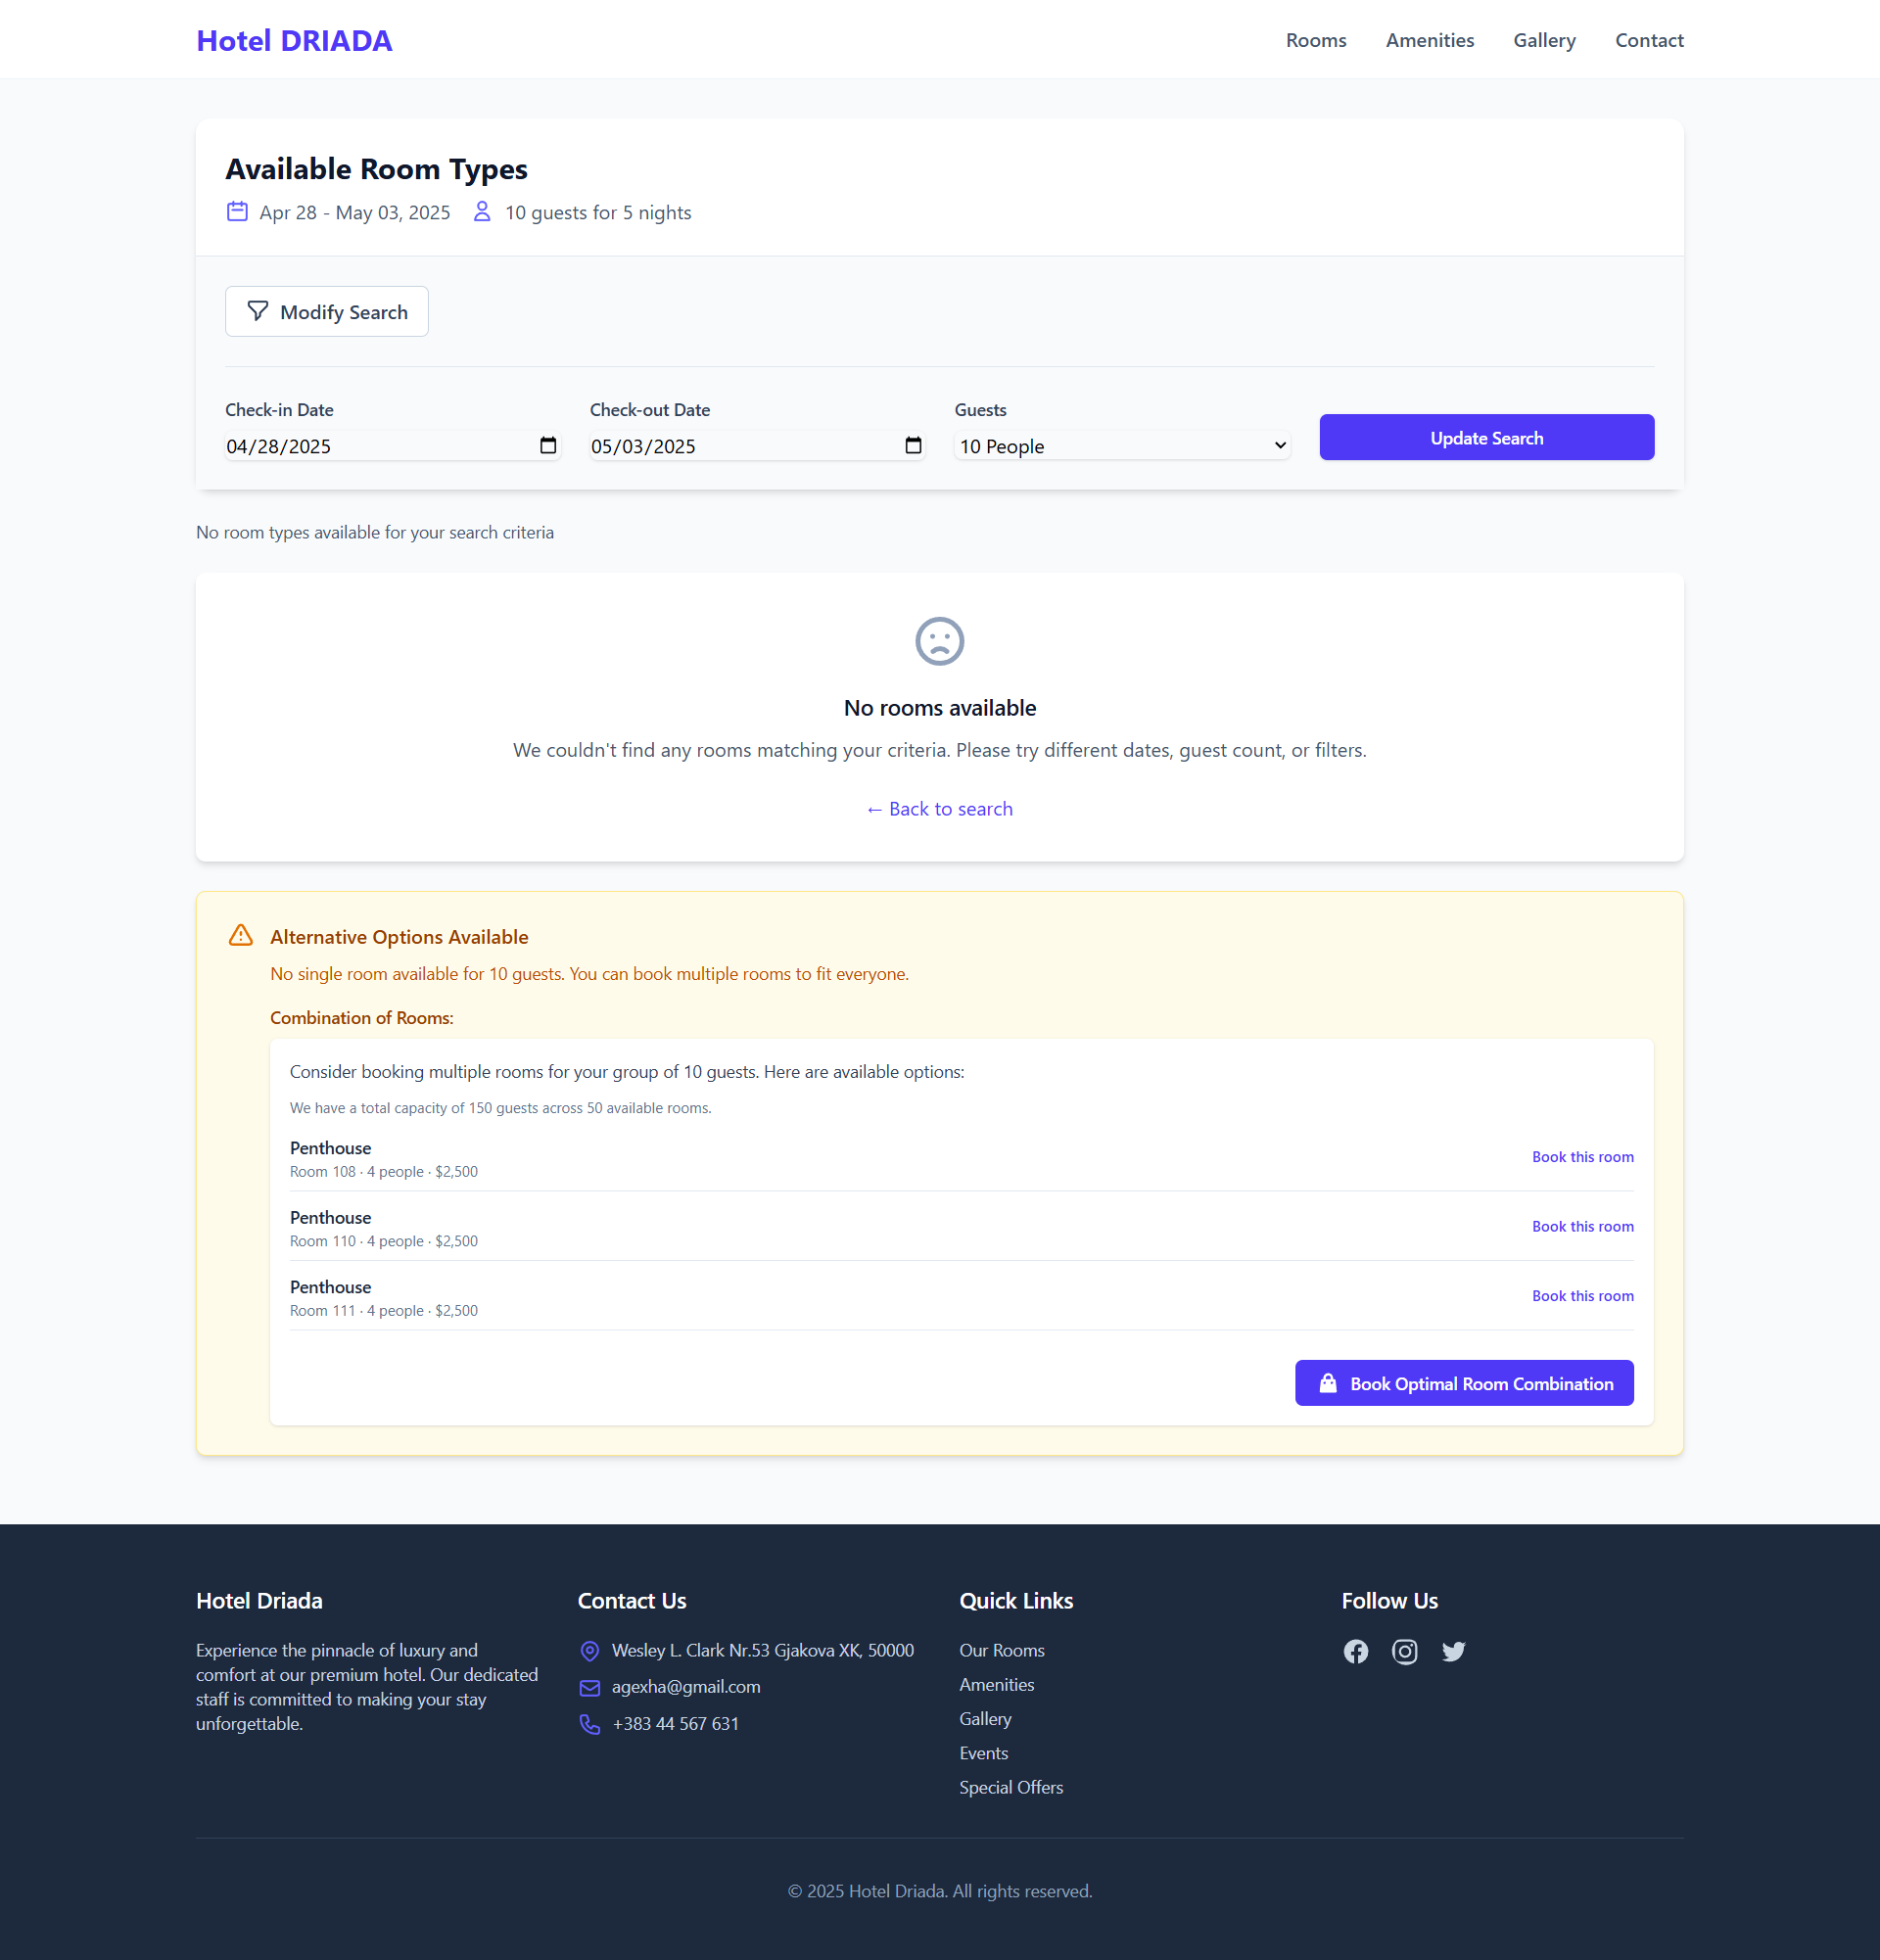 Hotel DRIADA
Rooms Amenities Gallery Contact
Available Room Types
Apr 28 - May 03, 2025 10 guests for 5 nights
Modify Search
Check-in Date Check-out Date Guests
04/28/2025 05/03/2025 10 People Update Search
No room types available for your search criteria
No rooms available
We couldn't find any rooms matching your criteria. Please try different dates, guest count, or filters.
← Back to search
Alternative Options Available
No single room available for 10 guests. You can book multiple rooms to fit everyone.
Combination of Rooms:
Consider booking multiple rooms for your group of 10 guests. Here are available options:
We have a total capacity of 150 guests across 50 available rooms.
Penthouse
Room 108 · 4 people · $2,500
Book this room
Penthouse
Room 110 · 4 people · $2,500
Book this room
Penthouse
Room 111 · 4 people · $2,500
Book this room
Book Optimal Room Combination
Hotel Driada
Experience the pinnacle of luxury and
comfort at our premium hotel. Our dedicated
staff is committed to making your stay
unforgettable.
Contact Us
Wesley L. Clark Nr.53 Gjakova XK, 50000
agexha@gmail.com
+383 44 567 631
Quick Links
Our Rooms
Amenities
Gallery
Events
Special Offers
Follow Us
© 2025 Hotel Driada. All rights reserved.